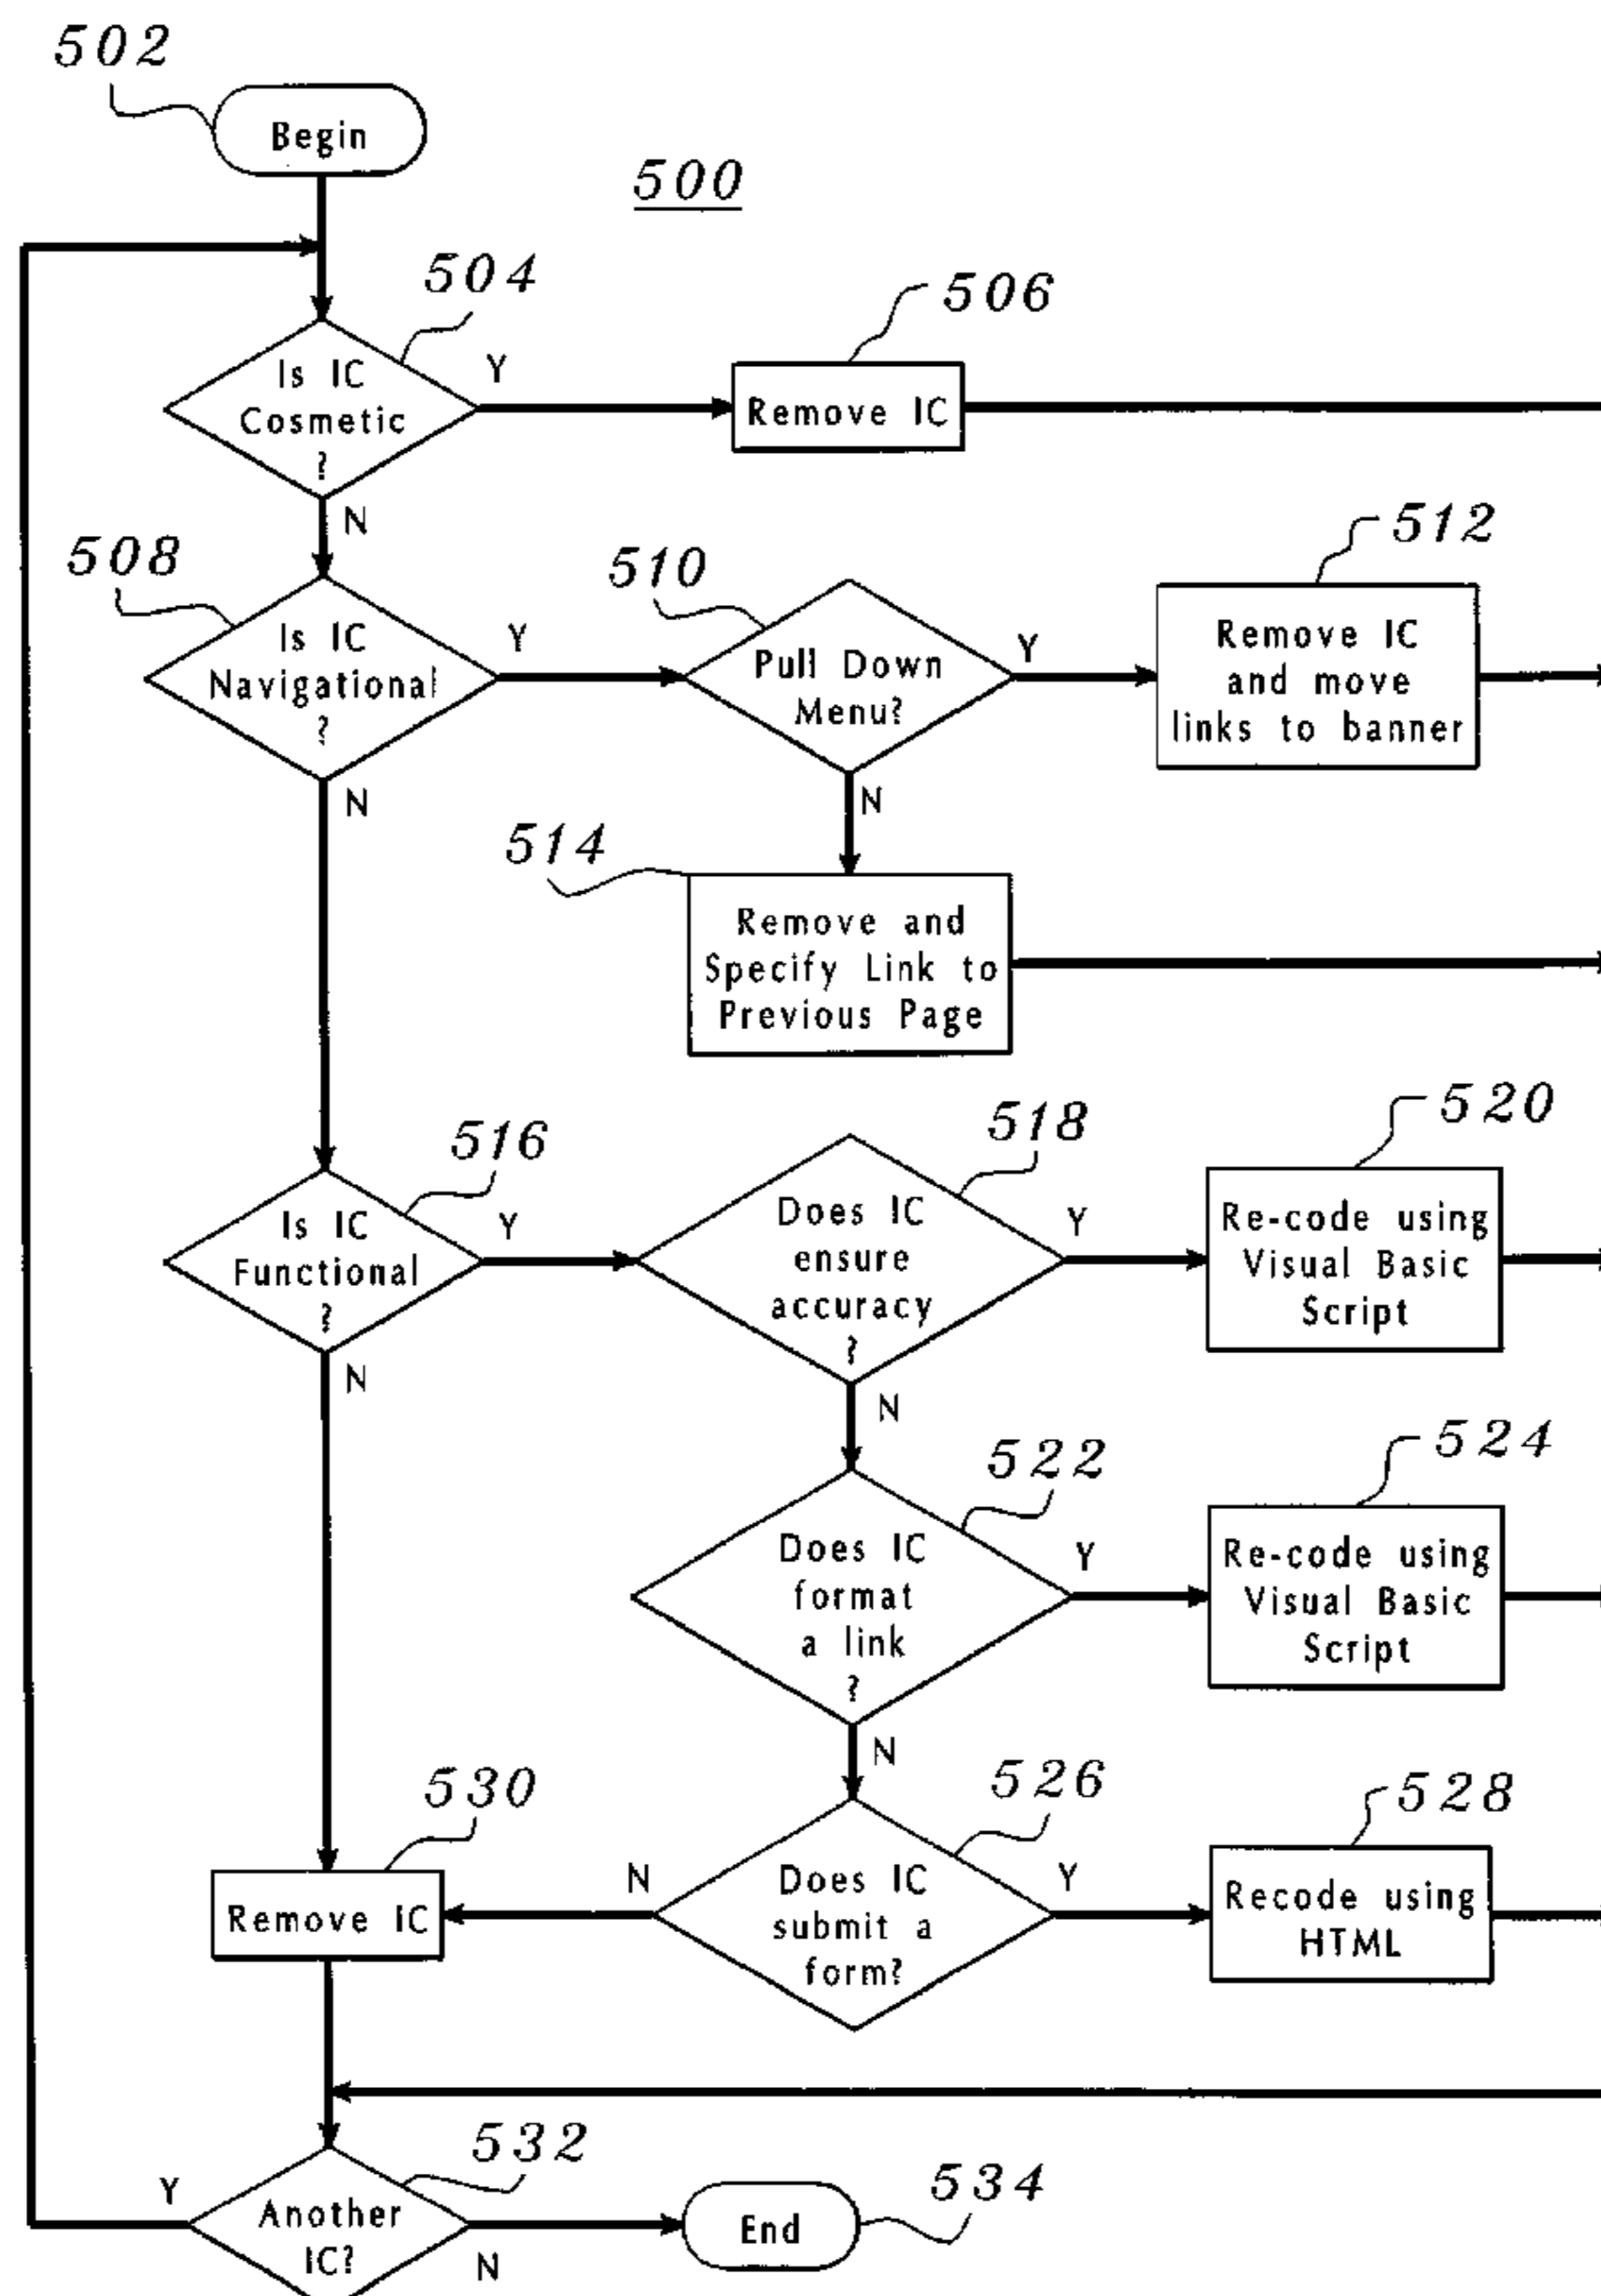 502
Begin
500
504
506
Is IC
Cosmetic
?
Y
Remove IC
N
508
510
512
Is IC
Navigational
?
Y
Pull Down
Menu?
Y
Remove IC
and move
links to banner
N
N
514
Remove and
Specify Link to
Previous Page
516
518
520
Is IC
Functional
?
Y
Does IC
ensure
accuracy
?
Y
Re-code using
Visual Basic
Script
N
N
522
524
Does IC
format
a link
?
Y
Re-code using
Visual Basic
Script
N
530
526
528
Remove IC
N
Does IC
submit a
form?
Y
Recode using
HTML
532
534
Y
Another
IC?
N
End